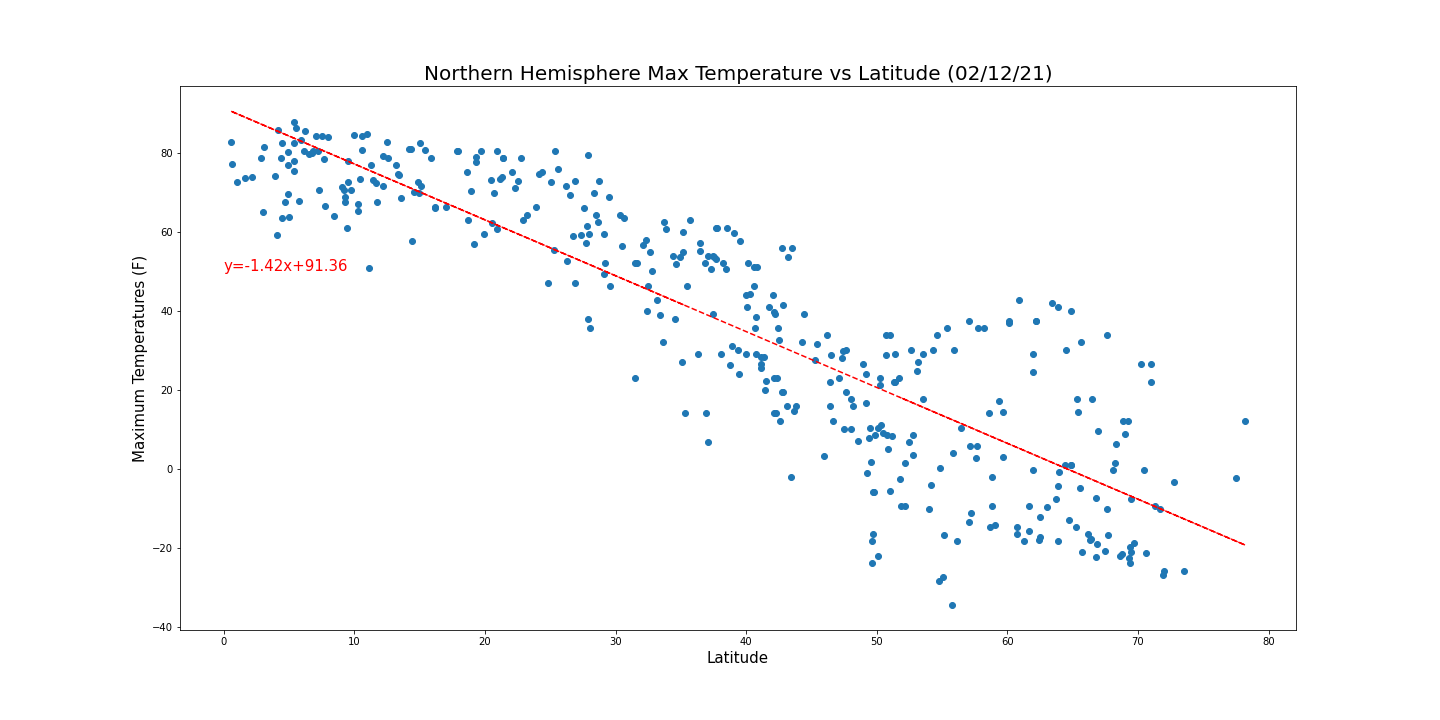 Northern Hemisphere Max Temperature vs Latitude (02/12/21)
Maximum Temperatures (F)
80
60
40
20
0
−20
−40
y=-1.42x+91.36
0 10 20 30 40 50 60 70 80
Latitude